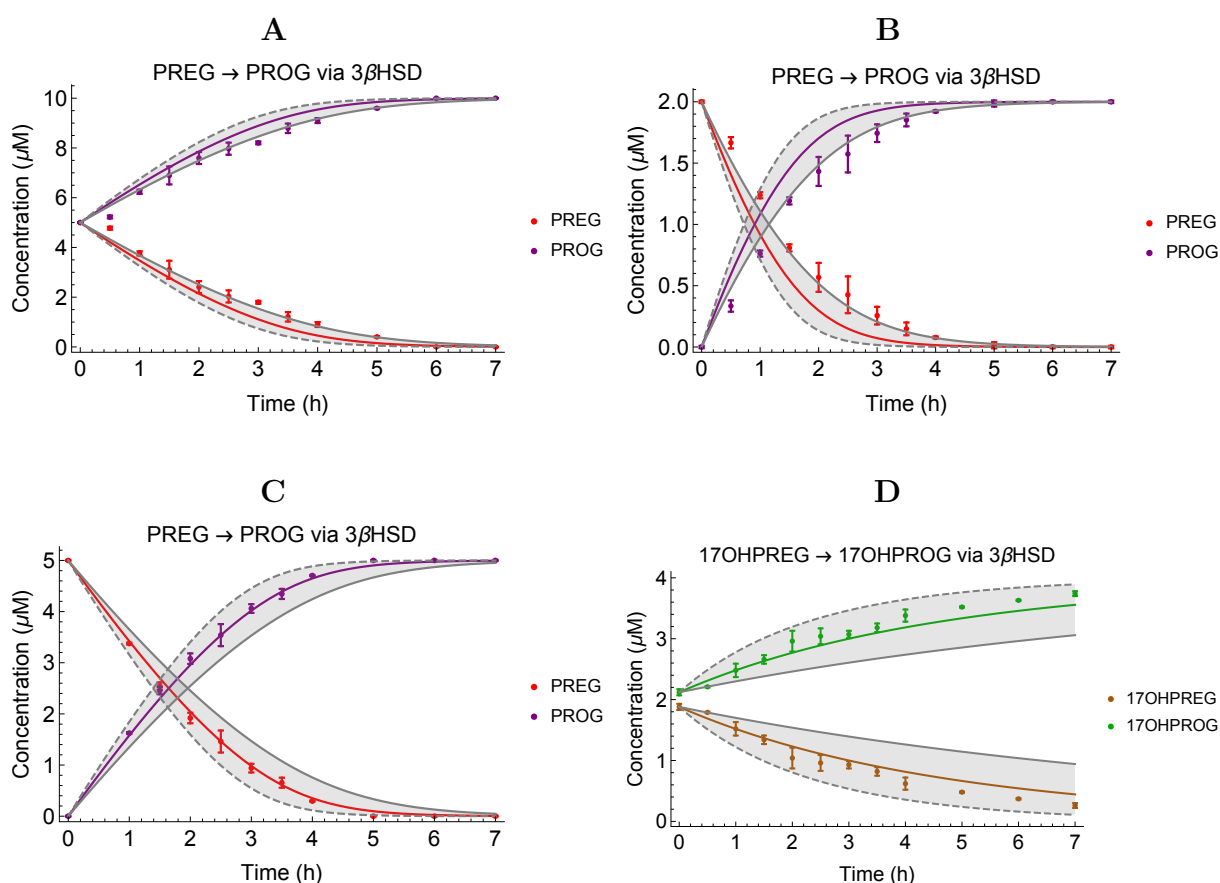 A
PREG → PROG via 3βHSD
Concentration (μM)
10
8
6
4
2
0
0 1 2 3 4 5 6 7
Time (h)
PREG
PROG
B
PREG → PROG via 3βHSD
Concentration (μM)
2.0
1.5
1.0
0.5
0.0
0 1 2 3 4 5 6 7
Time (h)
PREG
PROG
C
PREG → PROG via 3βHSD
Concentration (μM)
5
4
3
2
1
0
0 1 2 3 4 5 6 7
Time (h)
PREG
PROG
D
17OHPREG → 17OHPROG via 3βHSD
Concentration (μM)
4
3
2
1
0
0 1 2 3 4 5 6 7
Time (h)
17OHPREG
17OHPROG